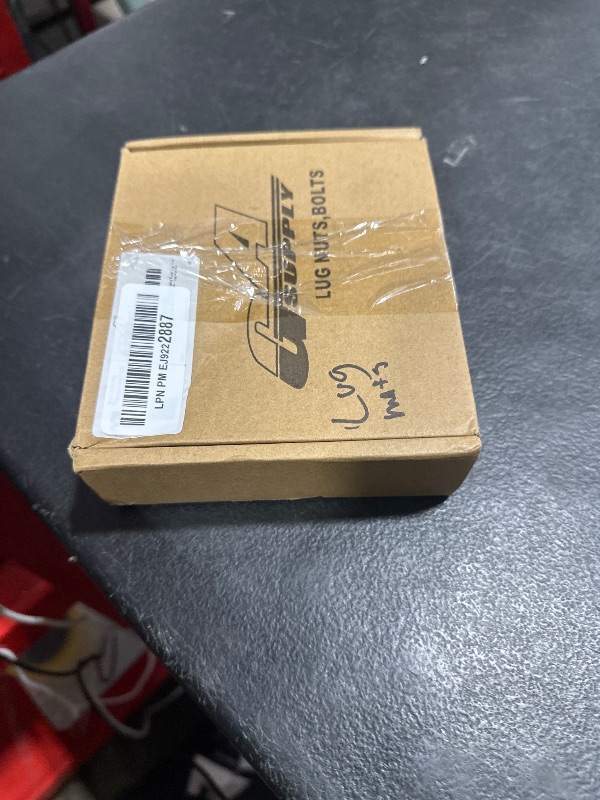 SUPPLY
LUG NUTS,BOLTS
LPN PM EJ9222887
Lug
nuts